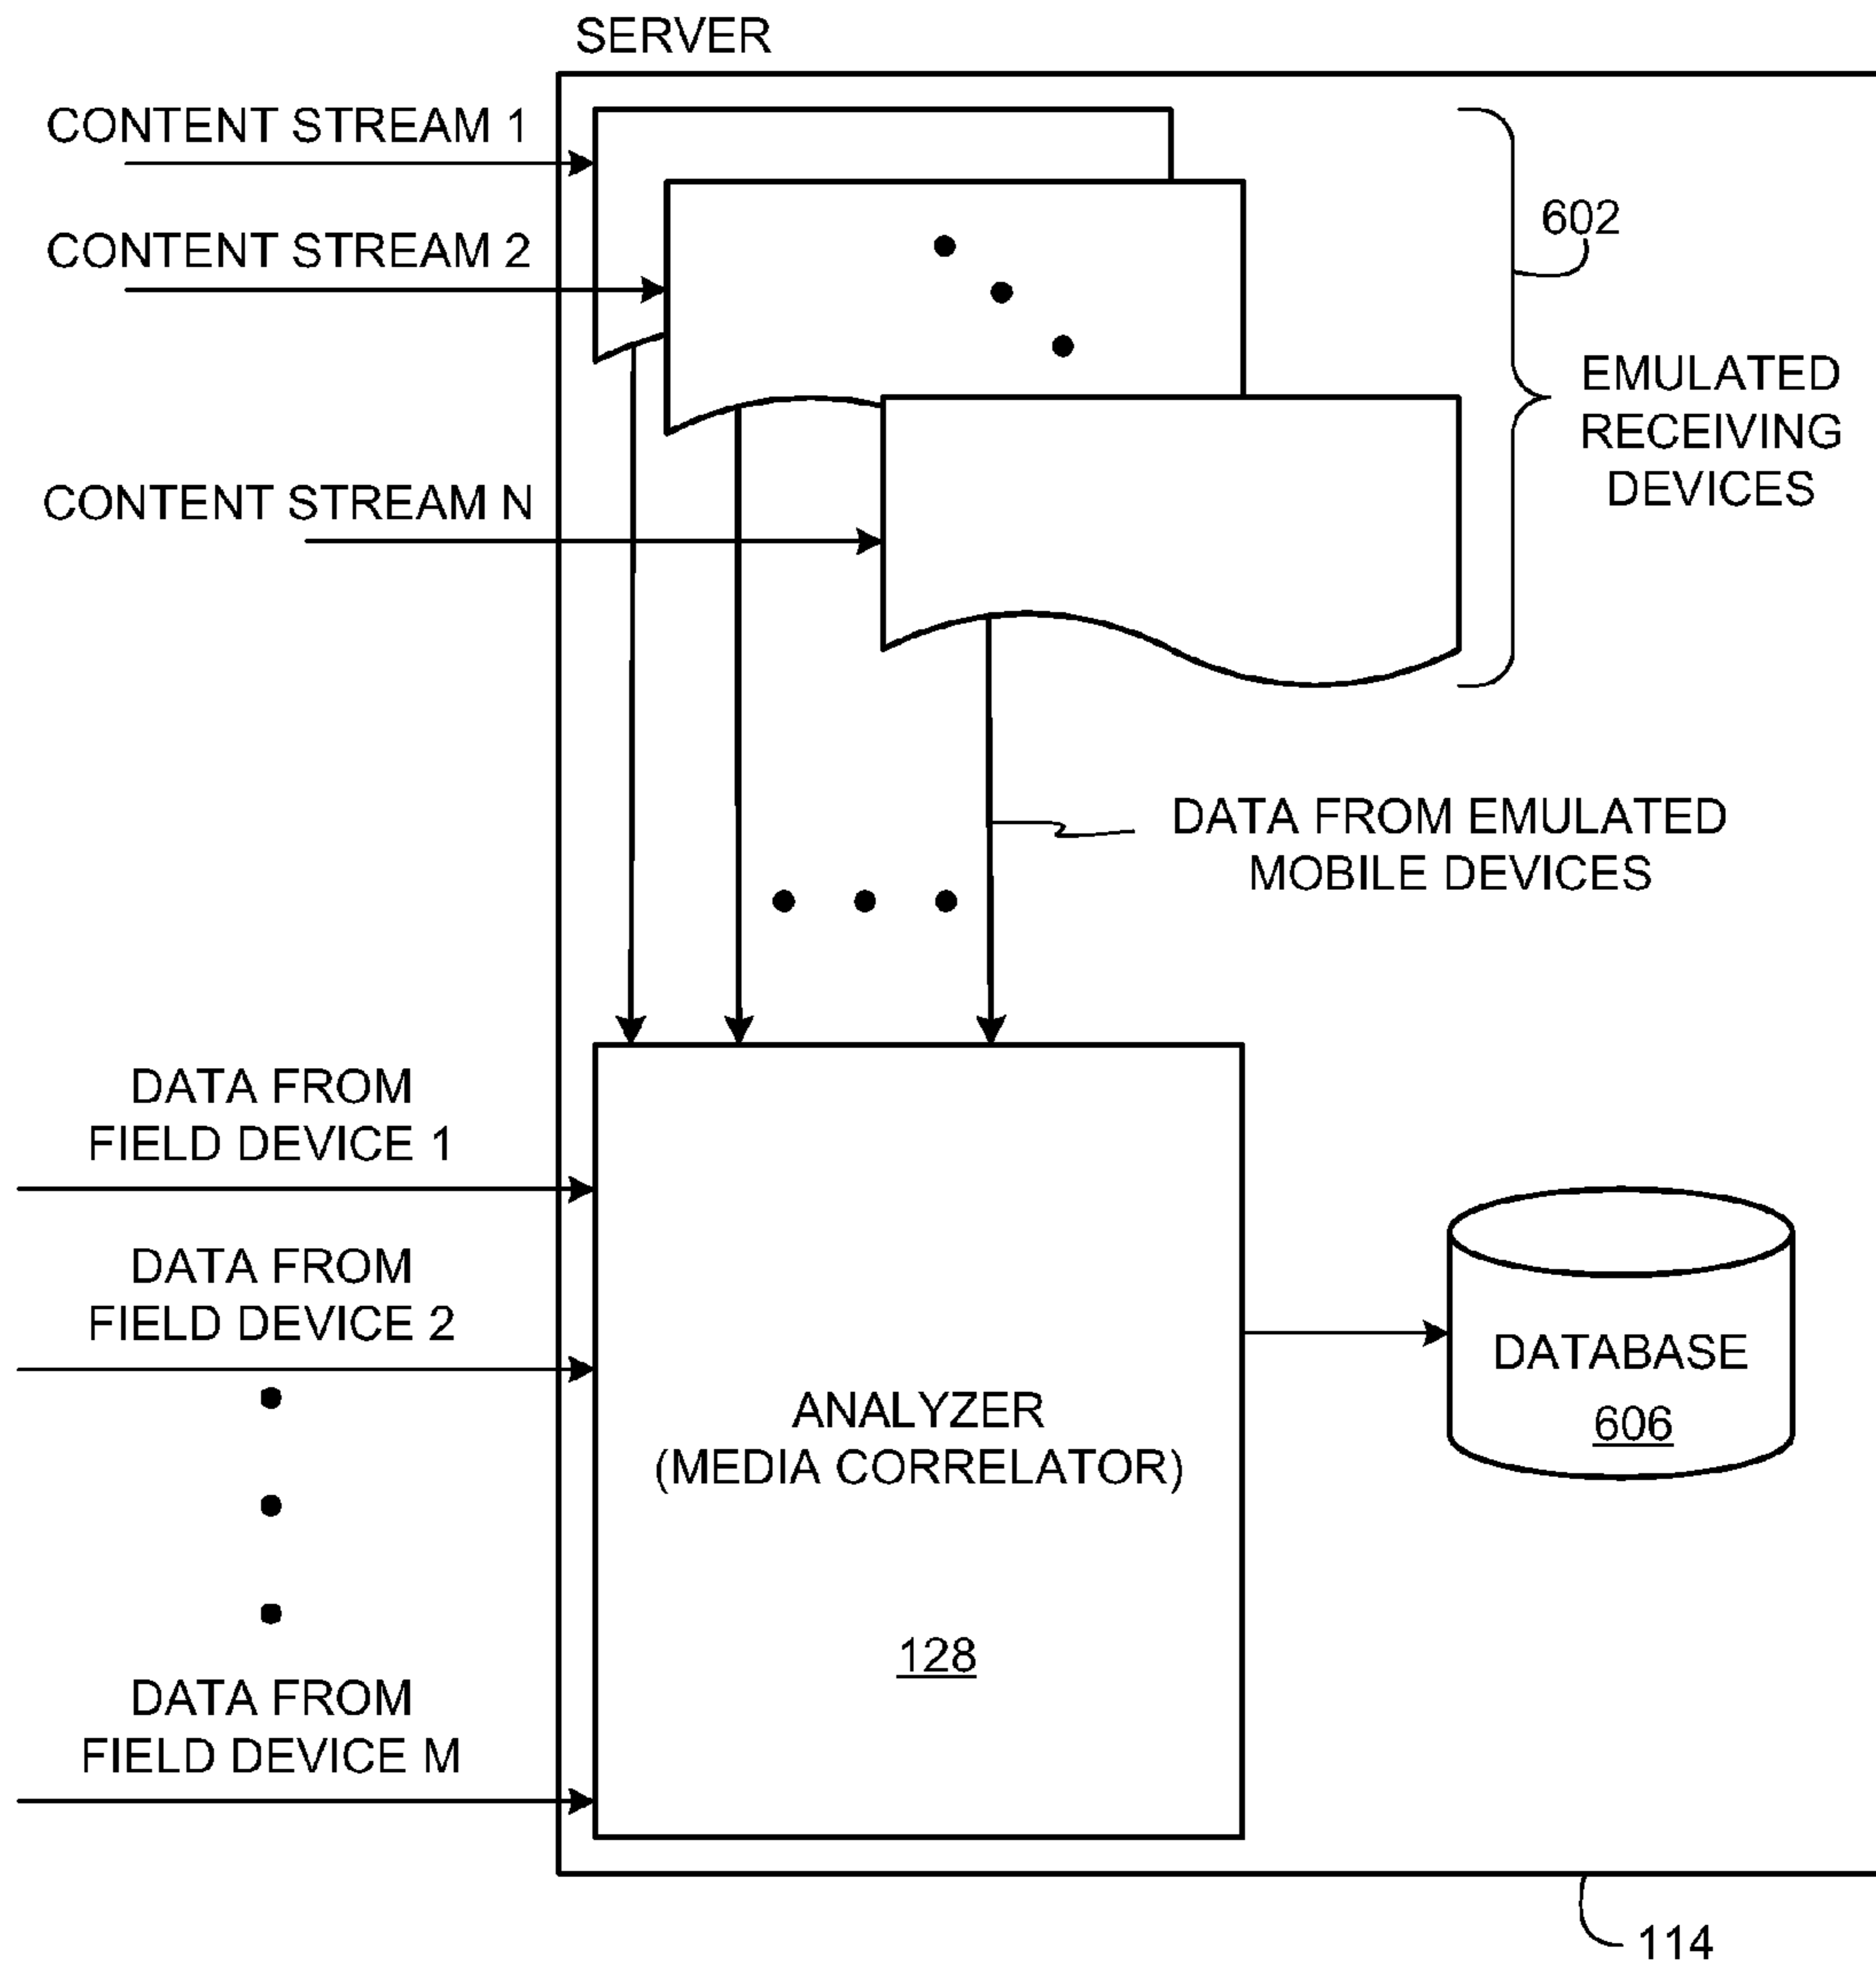 SERVER
CONTENT STREAM 1
CONTENT STREAM 2
602
EMULATED
RECEIVING
DEVICES
CONTENT STREAM N
DATA FROM EMULATED
MOBILE DEVICES
DATA FROM
FIELD DEVICE 1
DATA FROM
FIELD DEVICE 2
DATABASE
606
ANALYZER
(MEDIA CORRELATOR)
128
DATA FROM
FIELD DEVICE M
114